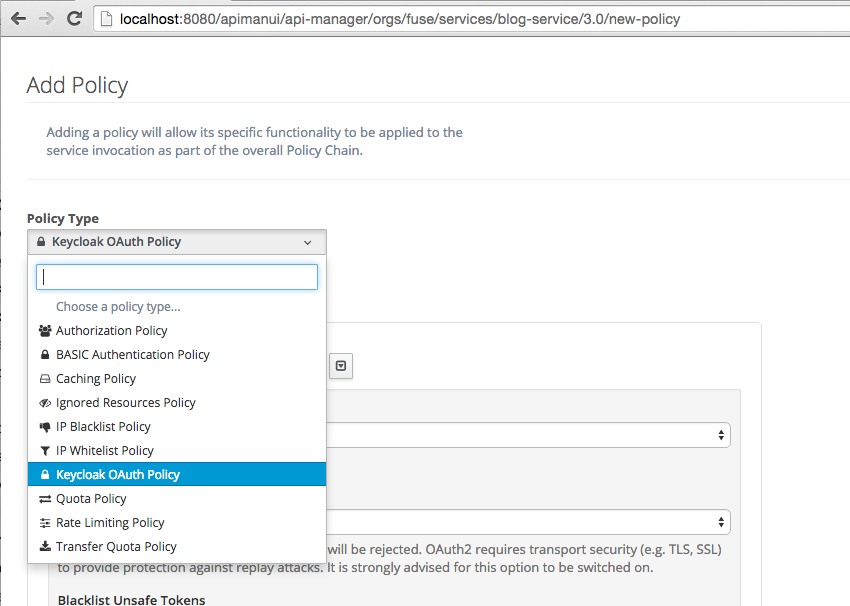 localhost:8080/apimanui/api-manager/orgs/fuse/services/blog-service/3.0/new-policy
Add Policy
Adding a policy will allow its specific functionality to be applied to the
service invocation as part of the overall Policy Chain.
Policy Type
Keycloak OAuth Policy
Choose a policy type...
Authorization Policy
BASIC Authentication Policy
Caching Policy
Ignored Resources Policy
IP Blacklist Policy
IP Whitelist Policy
Keycloak OAuth Policy
Quota Policy
Rate Limiting Policy
Transfer Quota Policy
will be rejected. OAuth2 requires transport security (e.g. TLS, SSL)
to provide protection against replay attacks. It is strongly advised for this option to be switched on.
Blacklist Unsafe Tokens